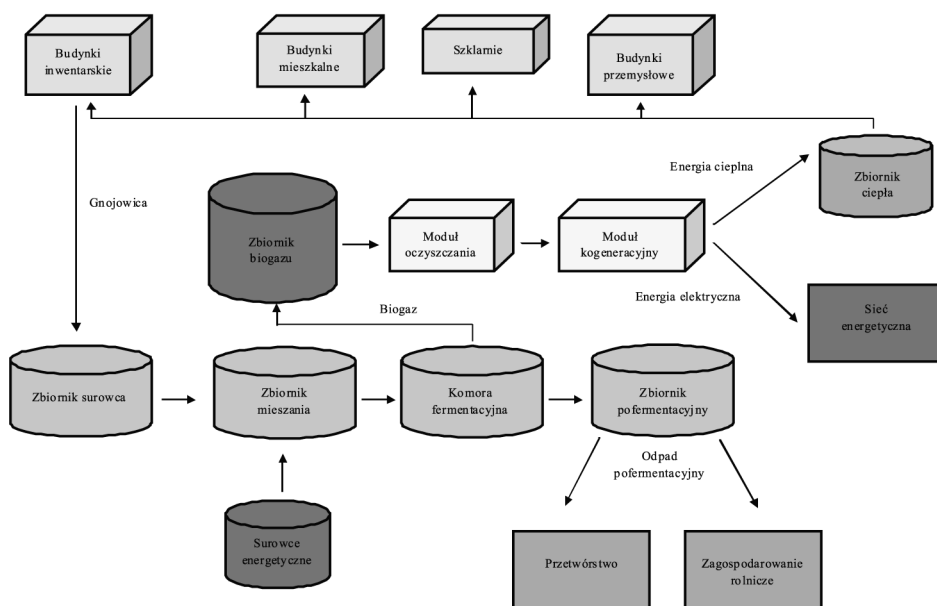 Budynki
inwentarskie
Budynki
mieszkalne
Szklarnie
Budynki
przemysłowe
Energia cieplna
Zbiornik
ciepła
Gnojowica
Zbiornik
biogazu
Moduł
oczyszczania
Moduł
kogeneracyjny
Energia elektryczna
Biogaz
Sieć
energetyczna
Zbiornik surowca
Zbiornik
mieszania
Komora
fermentacyjna
Zbiornik
pofermentacyjny
Odpad
pofermentacyjny
Surowce
energetyczne
Przetwórstwo
Zagospodarowanie
rolnicze